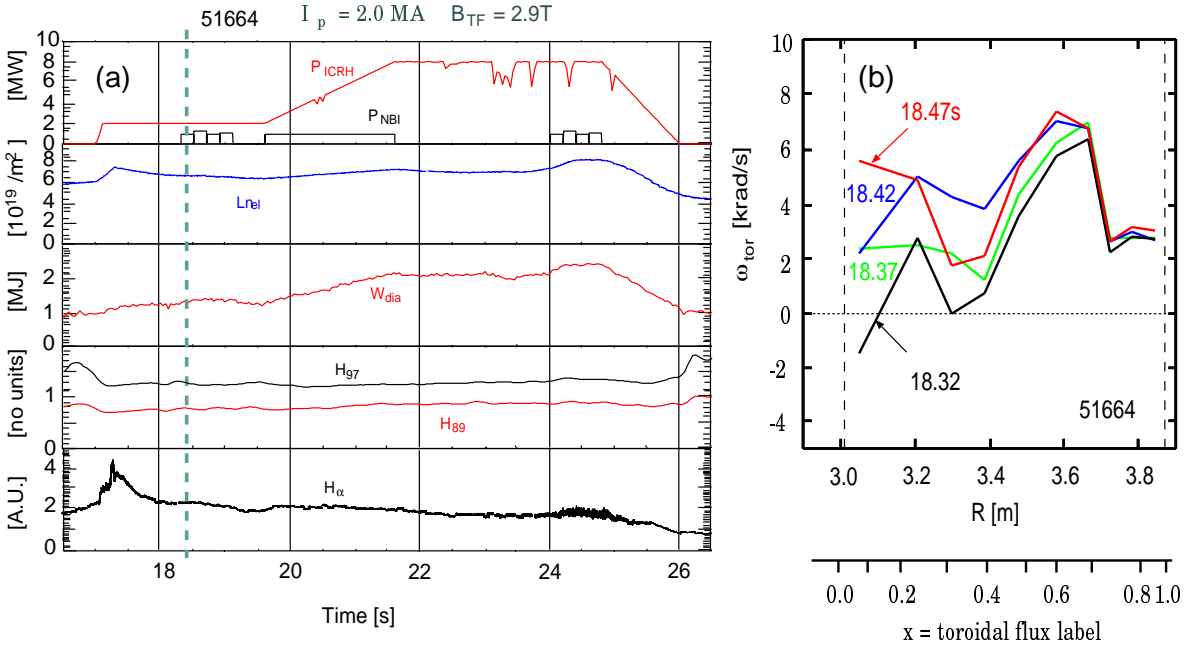 51664 I p = 2.0 MA B TF = 2.9T
(a)
[MW]
10
8
6
4
2
0
P ICRH
P NBI
[10^19 /m^2]
8
6
4
2
0
Ln el
[MJ]
2
1
0
W dia
[no units]
1
0
H 97
H 89
[A.U.]
4
2
0
H α
18 20 22 24 26
Time [s]
(b)
ω tor [krad/s]
10
8
6
4
2
0
-2
-4
18.47s
18.42
18.37
18.32
51664
3.0 3.2 3.4 3.6 3.8
R [m]
0.0 0.2 0.4 0.6 0.8 1.0
x = toroidal flux label